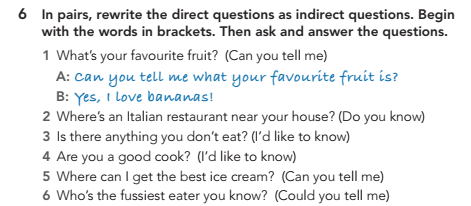 6 In pairs, rewrite the direct questions as indirect questions. Begin
with the words in brackets. Then ask and answer the questions.
1 What's your favourite fruit? (Can you tell me)
A: Can you tell me what your favourite fruit is?
B: Yes, I love bananas!
2 Where's an Italian restaurant near your house? (Do you know)
3 Is there anything you don't eat? (I'd like to know)
4 Are you a good cook? (I'd like to know)
5 Where can I get the best ice cream? (Can you tell me)
6 Who's the fussiest eater you know? (Could you tell me)